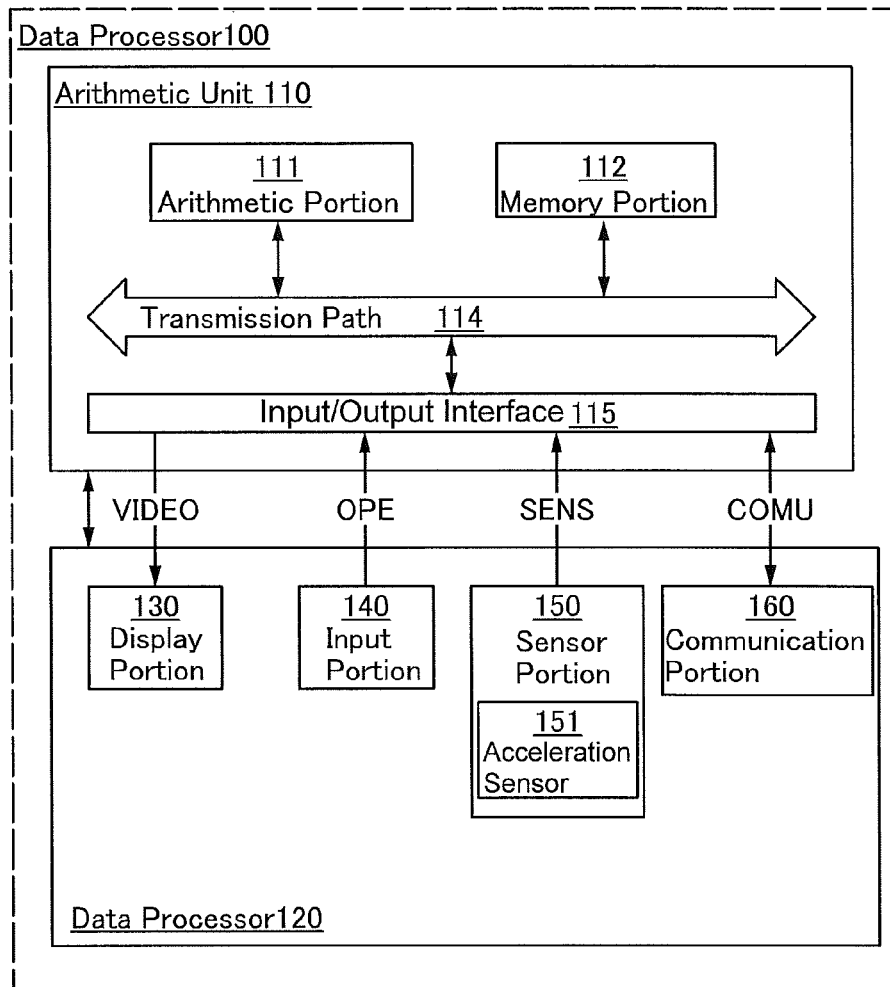 Data Processor100
Arithmetic Unit 110
111
Arithmetic Portion
112
Memory Portion
Transmission Path 114
Input/Output Interface 115
VIDEO
OPE
SENS
COMU
130
Display
Portion
140
Input
Portion
150
Sensor
Portion
151
Acceleration
Sensor
160
Communication
Portion
Data Processor120